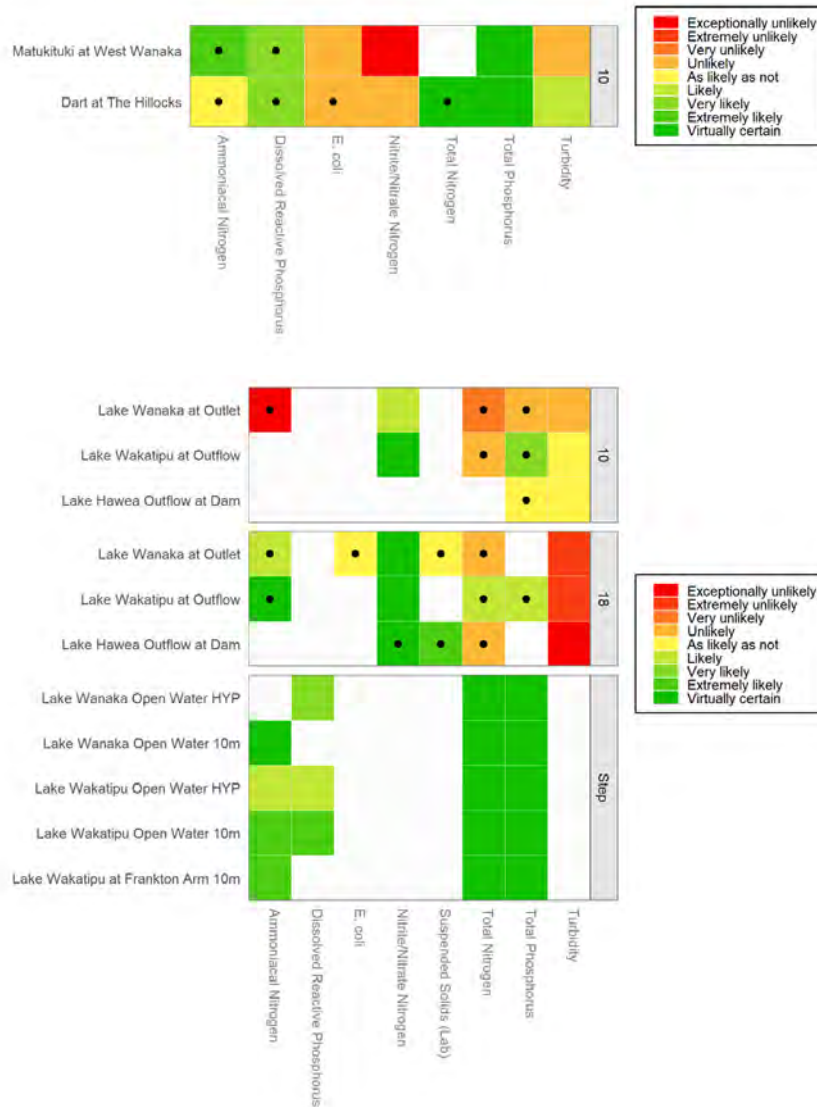 Matukituki at West Wanaka
Dart at The Hillocks
10
Ammoniacal Nitrogen
Dissolved Reactive Phosphorus
E. coli
Nitrite/Nitrate Nitrogen
Total Nitrogen
Total Phosphorus
Turbidity
Exceptionally unlikely
Extremely unlikely
Very unlikely
Unlikely
As likely as not
Likely
Very likely
Extremely likely
Virtually certain
Lake Wanaka at Outlet
Lake Wakatipu at Outflow
Lake Hawea Outflow at Dam
10
Lake Wanaka at Outlet
Lake Wakatipu at Outflow
Lake Hawea Outflow at Dam
18
Lake Wanaka Open Water HYP
Lake Wanaka Open Water 10m
Lake Wakatipu Open Water HYP
Lake Wakatipu Open Water 10m
Lake Wakatipu at Frankton Arm 10m
Step
Ammoniacal Nitrogen
Dissolved Reactive Phosphorus
E. coli
Nitrite/Nitrate Nitrogen
Suspended Solids (Lab)
Total Nitrogen
Total Phosphorus
Turbidity
Exceptionally unlikely
Extremely unlikely
Very unlikely
Unlikely
As likely as not
Likely
Very likely
Extremely likely
Virtually certain